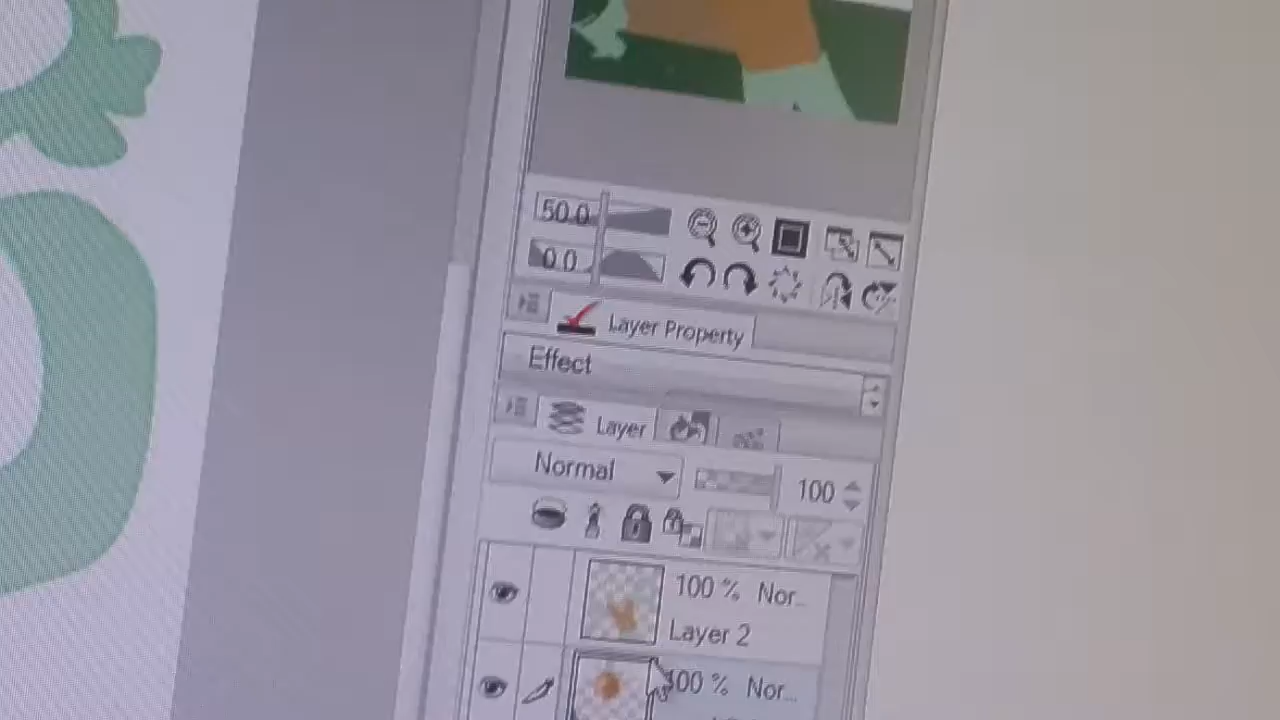 50.0
0.0
Layer Property
Effect
Layer
Normal
100
100 % Nor...
Layer 2
100 % Nor...